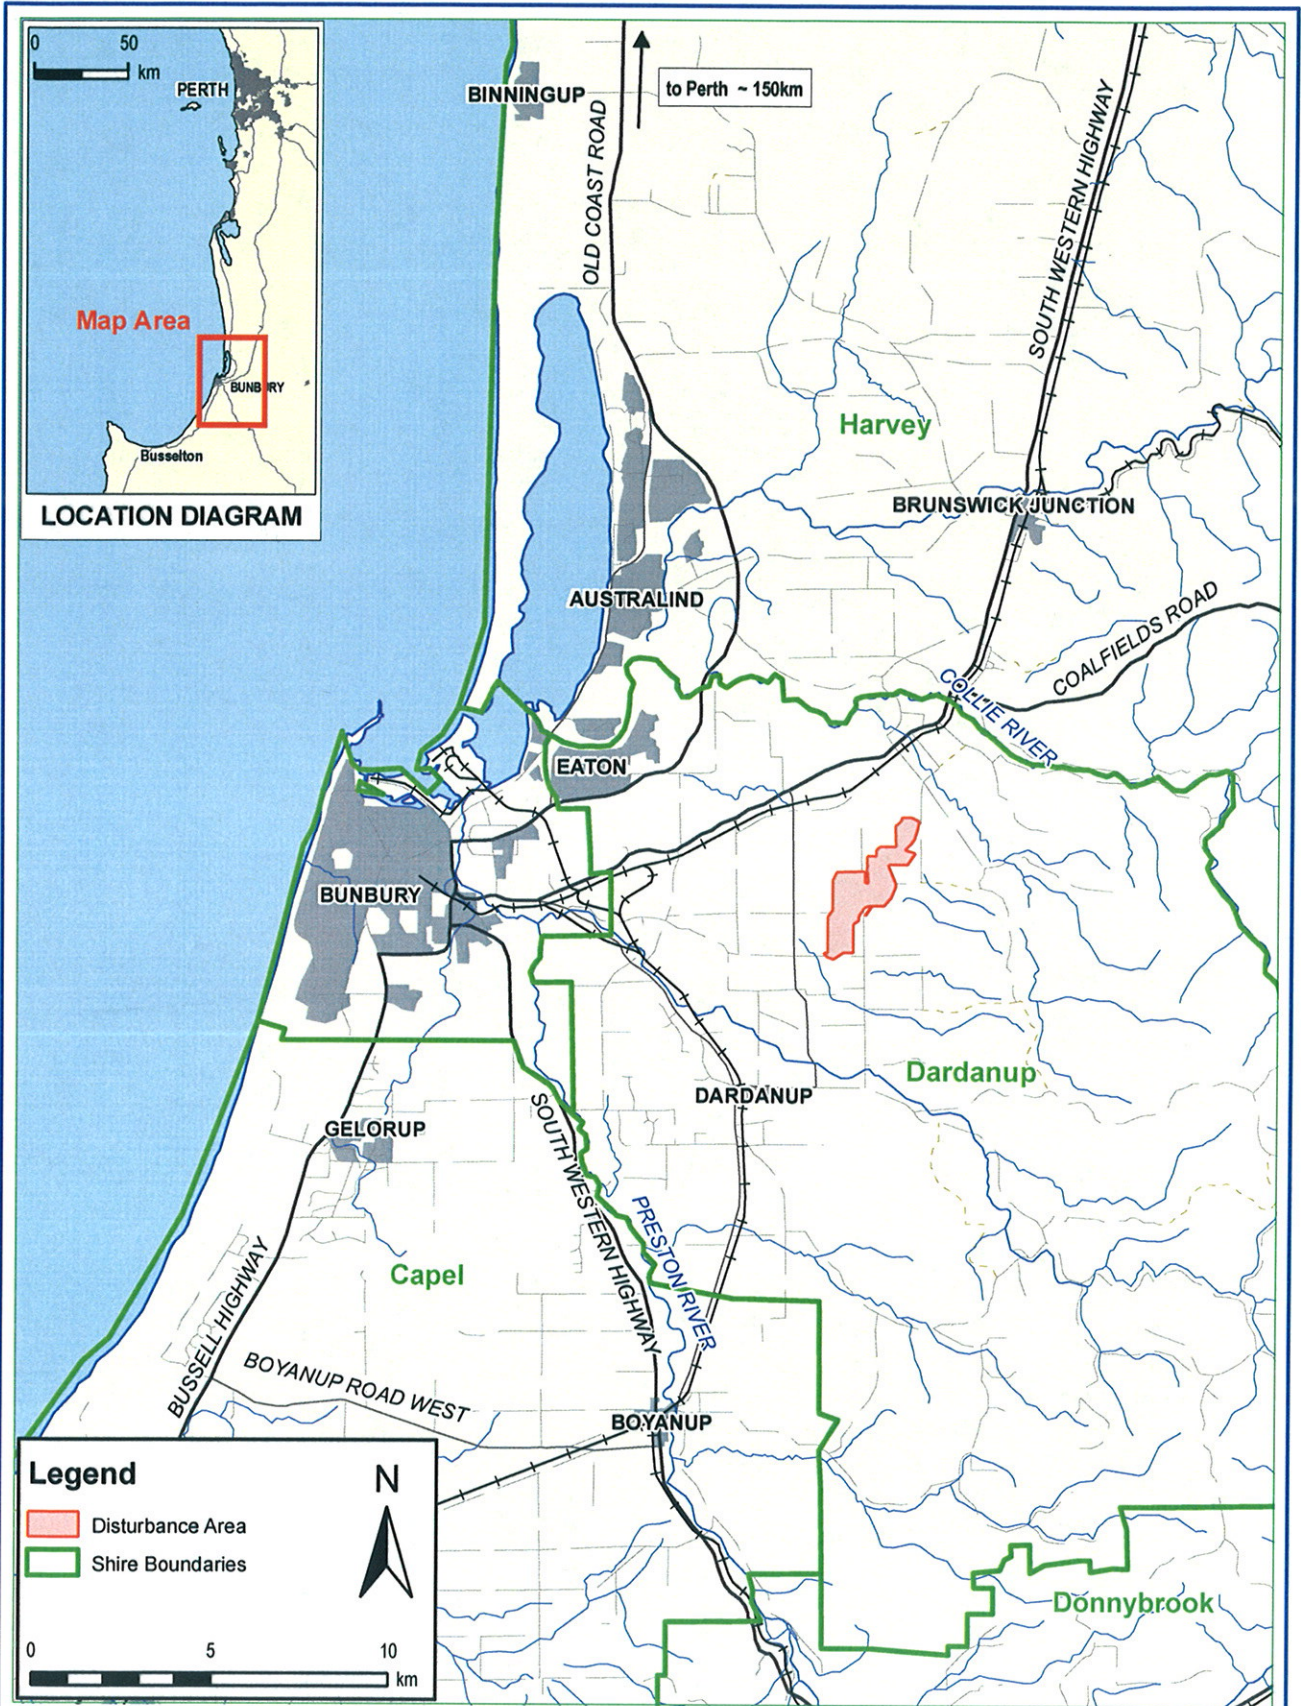 0 50
km
PERTH
Map Area
BUNBURY
Busselton
LOCATION DIAGRAM
BINNINGUP
to Perth ~ 150km
OLD COAST ROAD
SOUTH WESTERN HIGHWAY
Harvey
BRUNSWICK JUNCTION
AUSTRALIND
COALFIELDS ROAD
COLLIE RIVER
EATON
BUNBURY
Dardanup
DARDANUP
GELORUP
SOUTH WESTERN HIGHWAY
PRESTON RIVER
Capel
BUSSELL HIGHWAY
BOYANUP ROAD WEST
BOYANUP
Donnybrook
Legend
N
Disturbance Area
Shire Boundaries
0 5 10
km